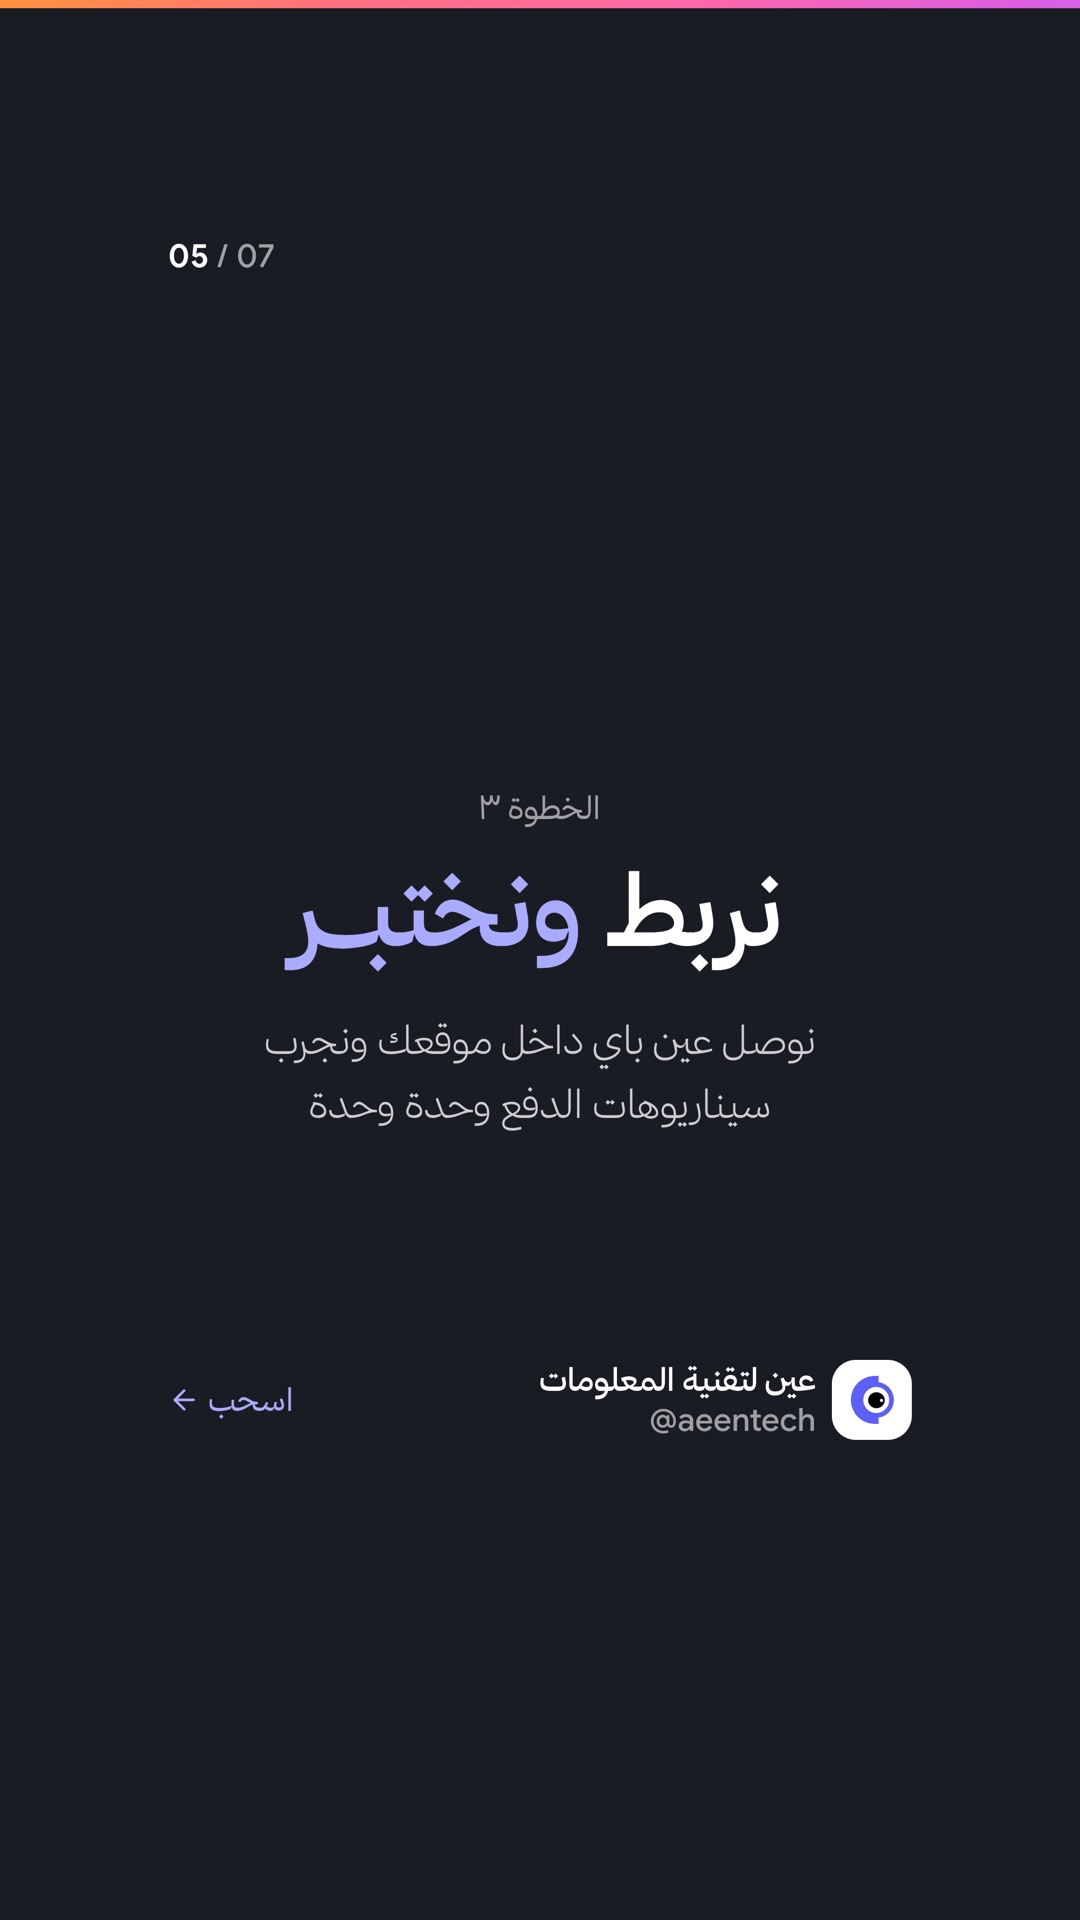 05 / 07
الخطوة ٣
نربط ونختبـر
نوصل عين باي داخل موقعك ونجرب
سيناريوهات الدفع وحدة وحدة
عين لتقنية المعلومات
@aeentech
اسحب ←